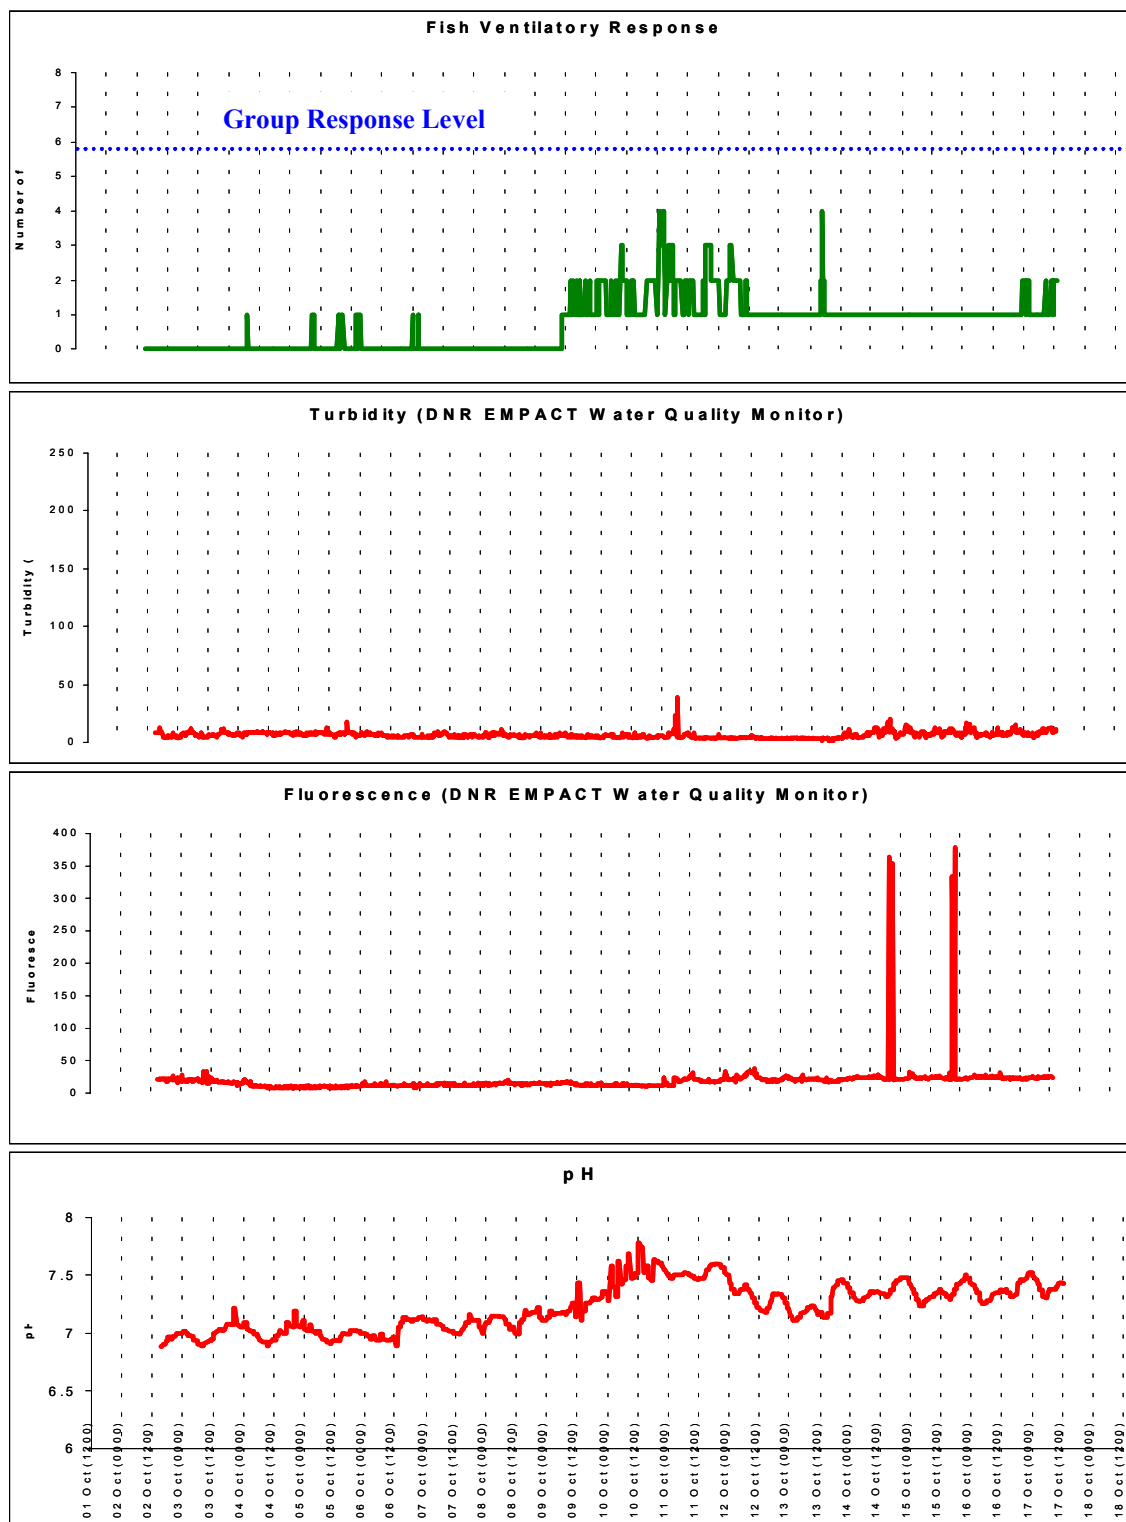 Fish Ventilatory Response
8
7
Group Response Level
6
5
4
3
2
1
0
Number of
Turbidity (DNR EMPACT Water Quality Monitor)
250
200
150
100
50
0
Turbidity (
Fluorescence (DNR EMPACT Water Quality Monitor)
400
350
300
250
200
150
100
50
0
Fluoresce
pH
8
7.5
7
6.5
6
pH
01 Oct (1200)
02 Oct (0000)
02 Oct (1200)
03 Oct (0000)
03 Oct (1200)
04 Oct (0000)
04 Oct (1200)
05 Oct (0000)
05 Oct (1200)
06 Oct (0000)
06 Oct (1200)
07 Oct (0000)
07 Oct (1200)
08 Oct (0000)
08 Oct (1200)
09 Oct (0000)
09 Oct (1200)
10 Oct (0000)
10 Oct (1200)
11 Oct (0000)
11 Oct (1200)
12 Oct (0000)
12 Oct (1200)
13 Oct (0000)
13 Oct (1200)
14 Oct (0000)
14 Oct (1200)
15 Oct (0000)
15 Oct (1200)
16 Oct (0000)
16 Oct (1200)
17 Oct (0000)
17 Oct (1200)
18 Oct (0000)
18 Oct (1200)